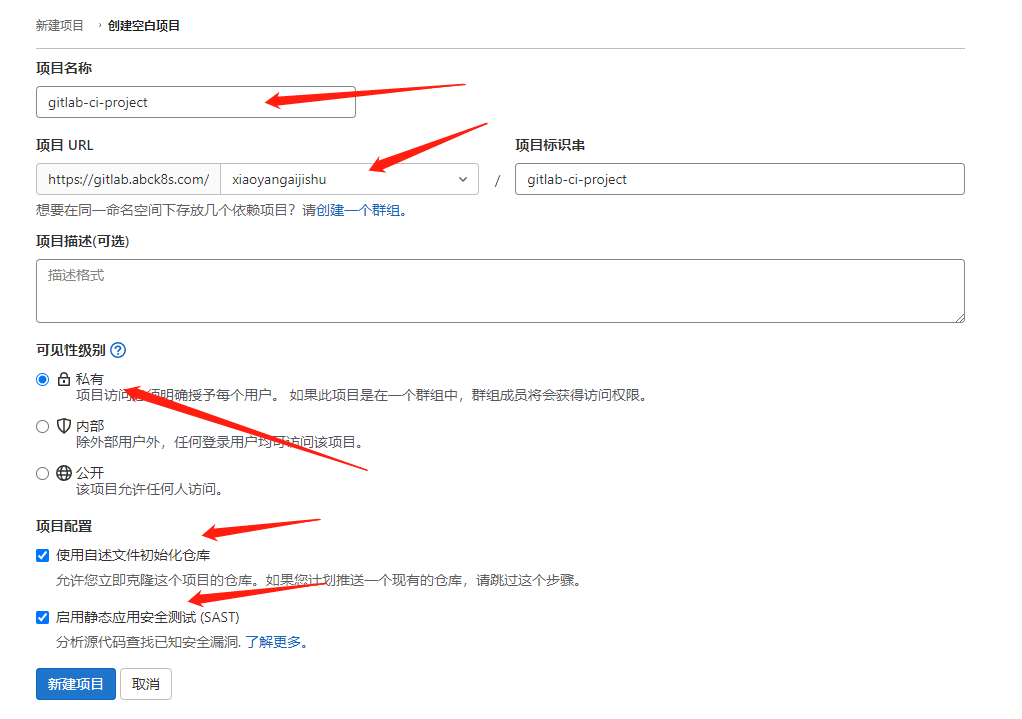 新建项目 › 创建空白项目
项目名称
gitlab-ci-project
项目 URL 项目标识串
https://gitlab.abck8s.com/ xiaoyangaijishu / gitlab-ci-project
想要在同一命名空间下存放几个依赖项目？请创建一个群组。
项目描述(可选)
描述格式
可见性级别 ?
私有
项目访问必须明确授予每个用户。 如果此项目是在一个群组中，群组成员将会获得访问权限。
内部
除外部用户外，任何登录用户均可访问该项目。
公开
该项目允许任何人访问。
项目配置
使用自述文件初始化仓库
允许您立即克隆这个项目的仓库。如果您计划推送一个现有的仓库，请跳过这个步骤。
启用静态应用安全测试 (SAST)
分析源代码查找已知安全漏洞. 了解更多。
新建项目 取消